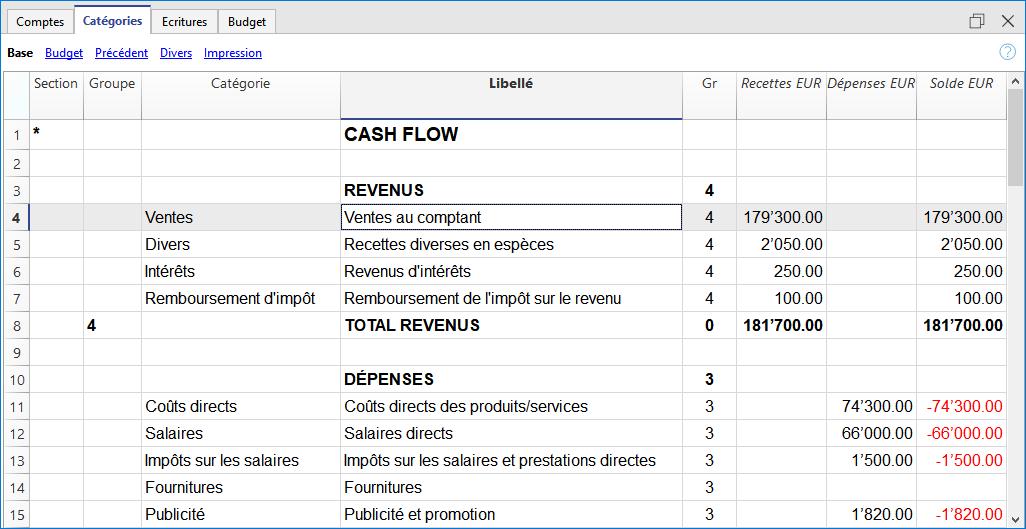 Comptes Catégories Ecritures Budget
Base Budget Précédent Divers Impression ?
Section Groupe Catégorie Libellé Gr Recettes EUR Dépenses EUR Solde EUR
1 * CASH FLOW
2
3 REVENUS 4
4 Ventes Ventes au comptant 4 179’300.00 179’300.00
5 Divers Recettes diverses en espèces 4 2’050.00 2’050.00
6 Intérêts Revenus d'intérêts 4 250.00 250.00
7 Remboursement d'impôt Remboursement de l'impôt sur le revenu 4 100.00 100.00
8 4 TOTAL REVENUS 0 181’700.00 181’700.00
9
10 DÉPENSES 3
11 Coûts directs Coûts directs des produits/services 3 74’300.00 -74’300.00
12 Salaires Salaires directs 3 66’000.00 -66’000.00
13 Impôts sur les salaires Impôts sur les salaires et prestations directes 3 1’500.00 -1’500.00
14 Fournitures Fournitures 3
15 Publicité Publicité et promotion 3 1’820.00 -1’820.00